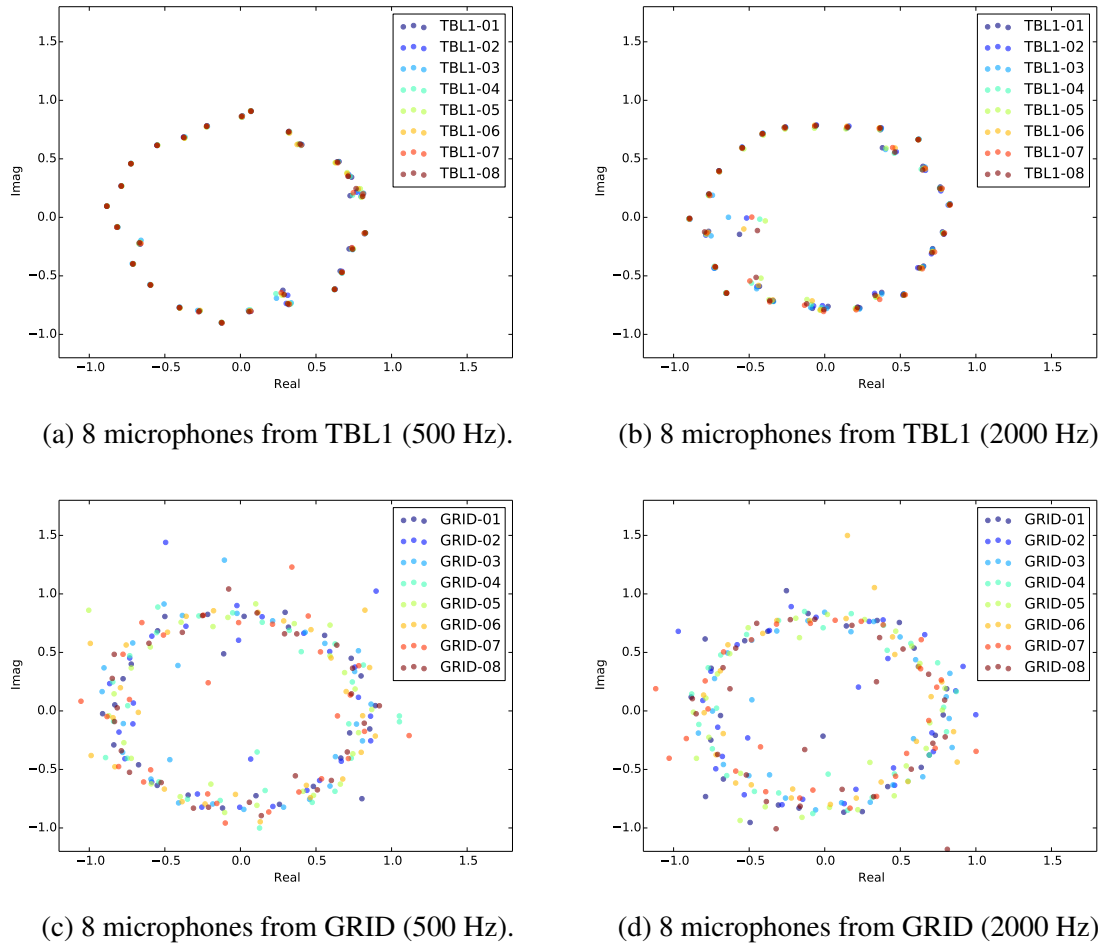 1.5
1.0
0.5
0.0
−0.5
−1.0
Imag
−1.0 −0.5 0.0 0.5 1.0 1.5
Real
TBL1-01
TBL1-02
TBL1-03
TBL1-04
TBL1-05
TBL1-06
TBL1-07
TBL1-08
(a) 8 microphones from TBL1 (500 Hz).
1.5
1.0
0.5
0.0
−0.5
−1.0
Imag
−1.0 −0.5 0.0 0.5 1.0 1.5
Real
TBL1-01
TBL1-02
TBL1-03
TBL1-04
TBL1-05
TBL1-06
TBL1-07
TBL1-08
(b) 8 microphones from TBL1 (2000 Hz)
1.5
1.0
0.5
0.0
−0.5
−1.0
Imag
−1.0 −0.5 0.0 0.5 1.0 1.5
Real
GRID-01
GRID-02
GRID-03
GRID-04
GRID-05
GRID-06
GRID-07
GRID-08
(c) 8 microphones from GRID (500 Hz).
1.5
1.0
0.5
0.0
−0.5
−1.0
Imag
−1.0 −0.5 0.0 0.5 1.0 1.5
Real
GRID-01
GRID-02
GRID-03
GRID-04
GRID-05
GRID-06
GRID-07
GRID-08
(d) 8 microphones from GRID (2000 Hz)